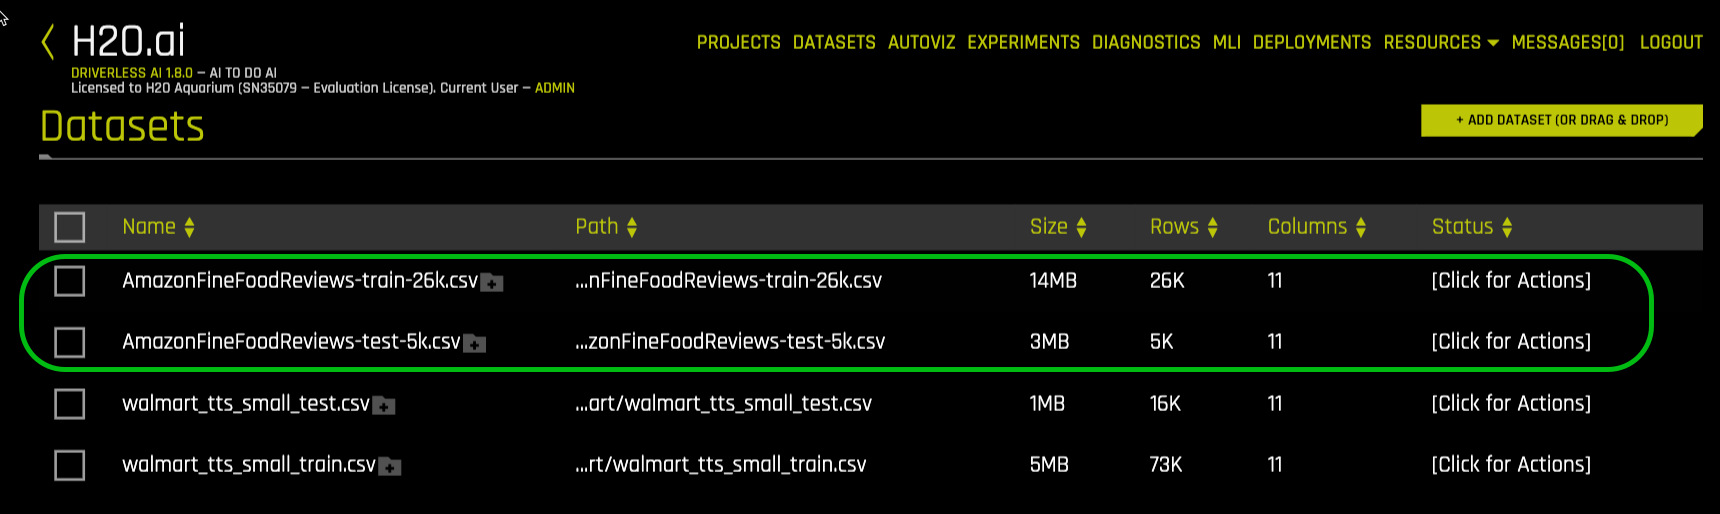 H2O.ai
PROJECTS DATASETS AUTOVIZ EXPERIMENTS DIAGNOSTICS MLI DEPLOYMENTS RESOURCES MESSAGES[0] LOGOUT
DRIVERLESS AI 1.8.0 — AI TO DO AI
Licensed to H2O Aquarium (SN35079 — Evaluation License). Current User — ADMIN
Datasets
+ ADD DATASET (OR DRAG & DROP)
Name Path Size Rows Columns Status
AmazonFineFoodReviews-train-26k.csv ...nFineFoodReviews-train-26k.csv 14MB 26K 11 [Click for Actions]
AmazonFineFoodReviews-test-5k.csv ...zonFineFoodReviews-test-5k.csv 3MB 5K 11 [Click for Actions]
walmart_tts_small_test.csv ...art/walmart_tts_small_test.csv 1MB 16K 11 [Click for Actions]
walmart_tts_small_train.csv ...rt/walmart_tts_small_train.csv 5MB 73K 11 [Click for Actions]